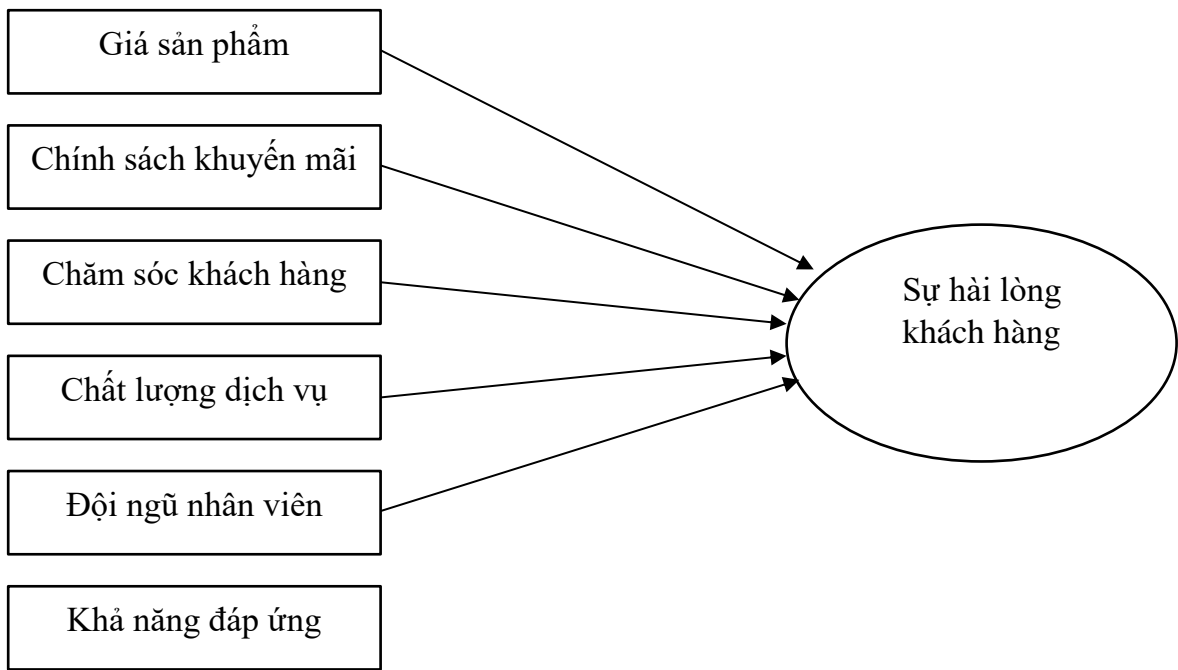 Giá sản phẩm
Chính sách khuyến mãi
Chăm sóc khách hàng
Chất lượng dịch vụ
Đội ngũ nhân viên
Khả năng đáp ứng
Sự hài lòng
khách hàng